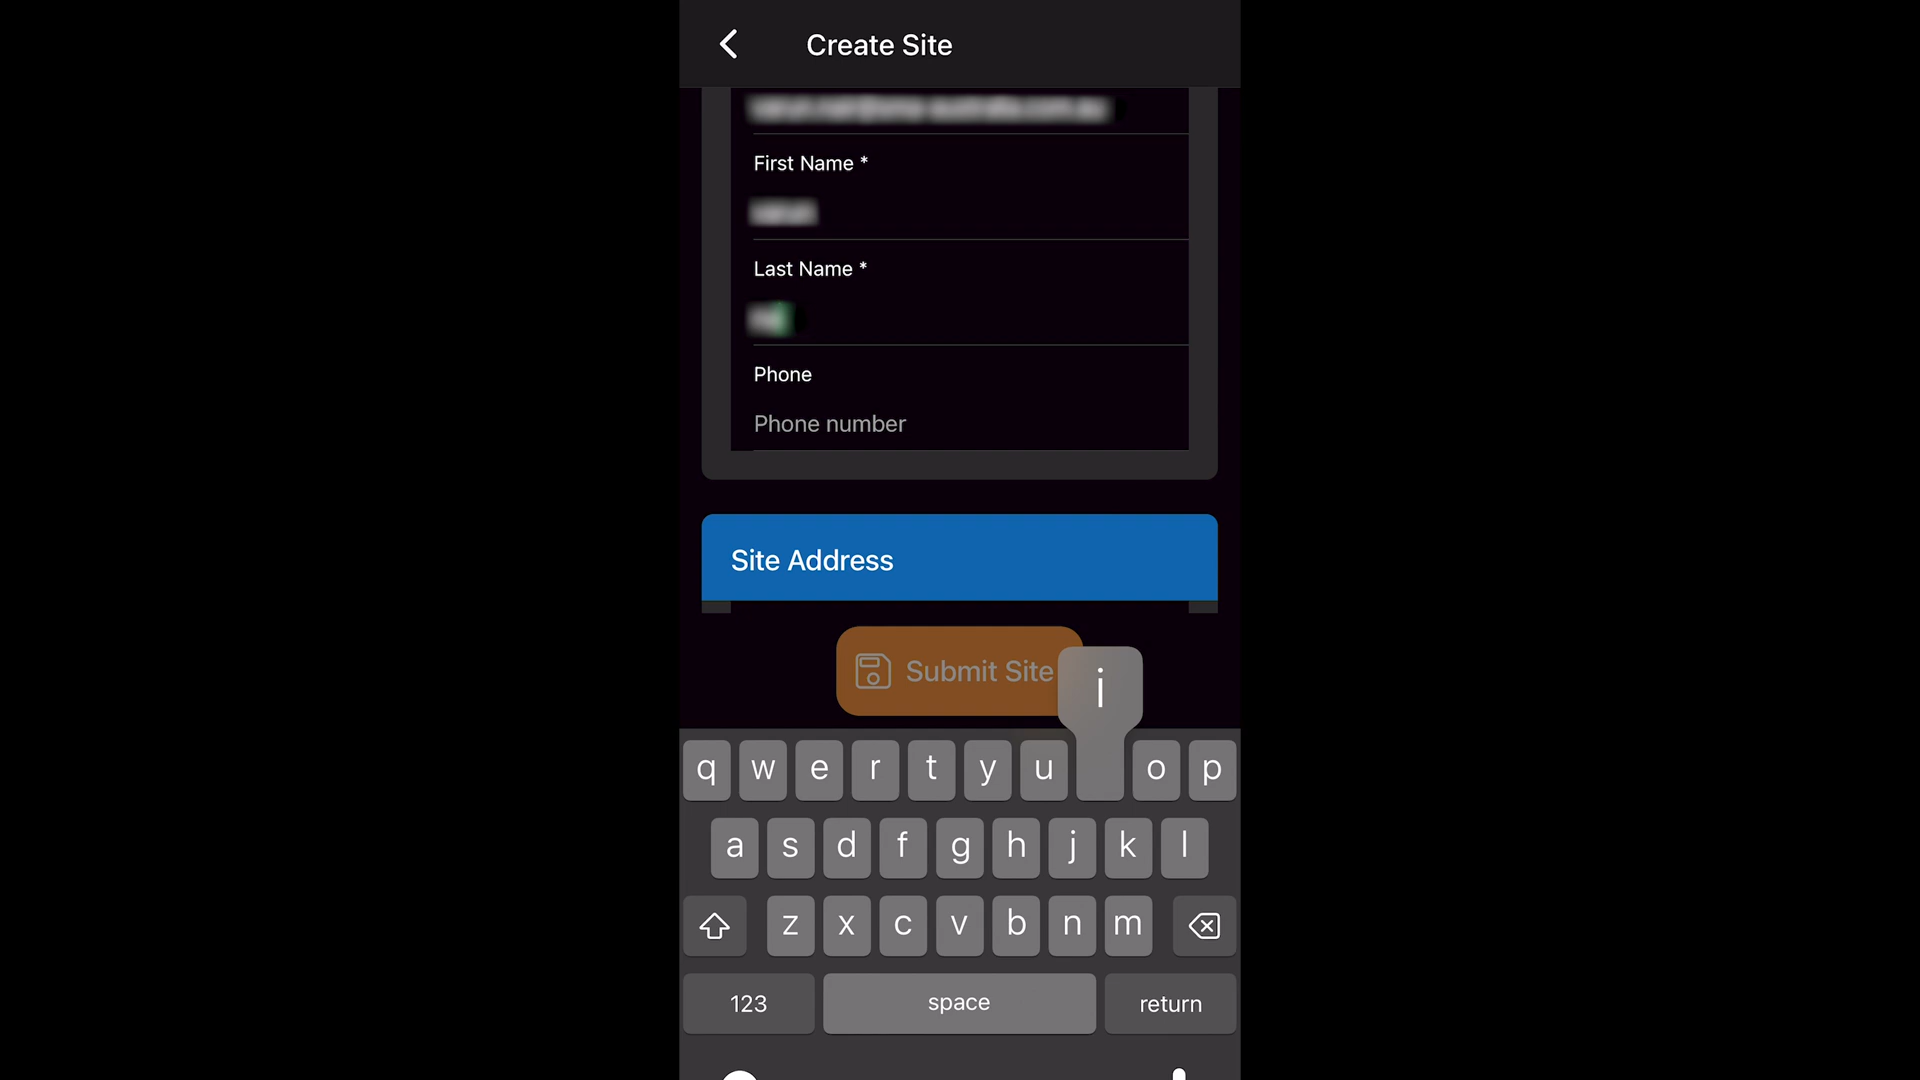 Create Site
First Name *
Last Name *
Phone
Phone number
Site Address
Submit Site
i
q w e r t y u o p
a s d f g h j k l
z x c v b n m
123 space return